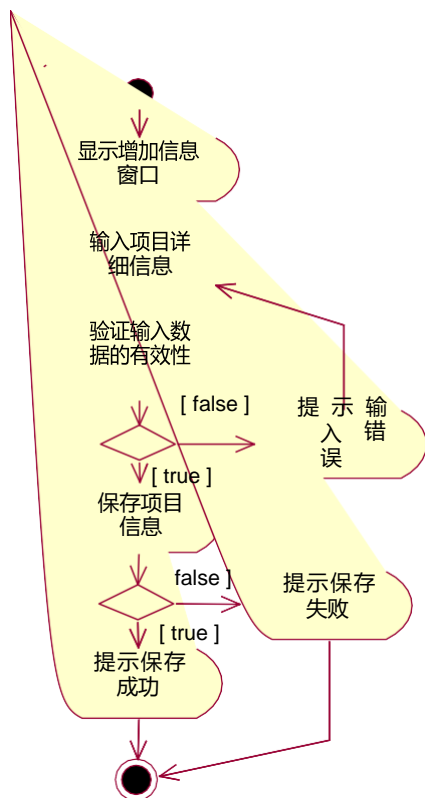 显示增加信息
窗口
输入项目详
细信息
验证输入数
据的有效性
[ false ]
提 示 输
入 错
误
[ true ]
保存项目
信息
false ]
提示保存
失败
[ true ]
提示保存
成功